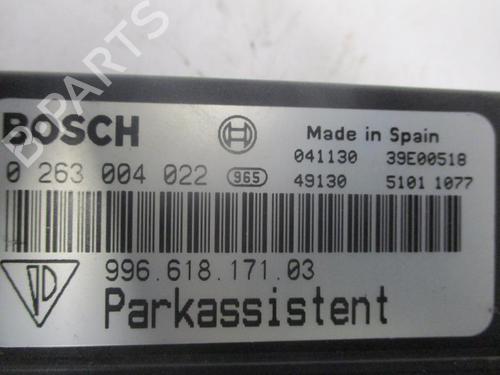 B PARTS
BOSCH
Made in Spain
0 263 004 022 965
041130 39E00518
49130 5101 1077
996.618.171.03
Parkassistent